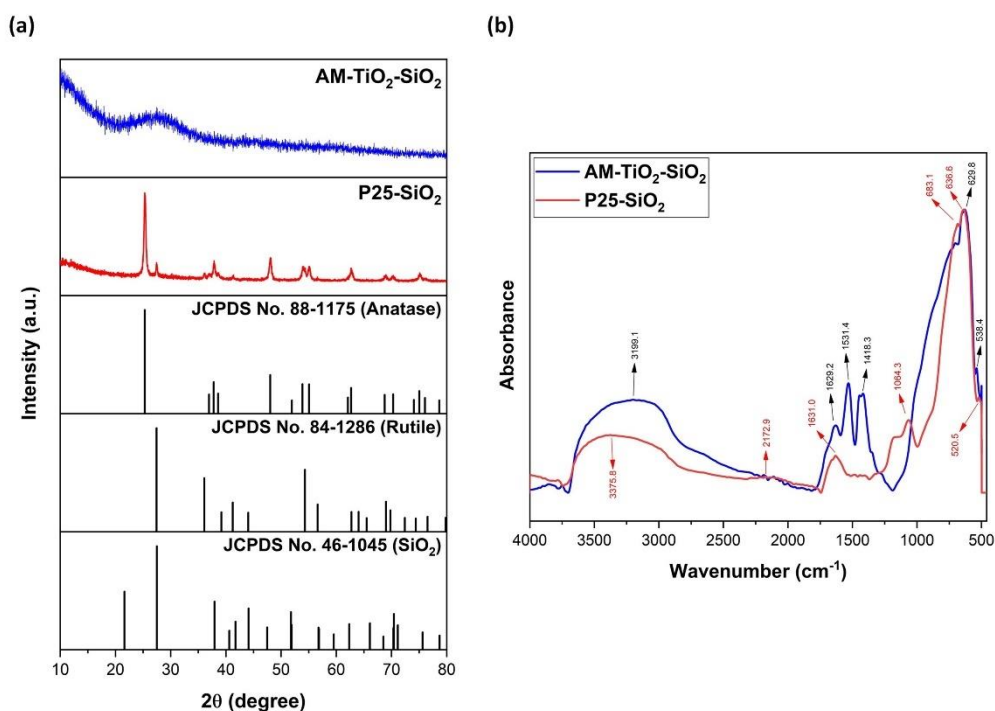 (a)
AM-TiO₂-SiO₂
P25-SiO₂
JCPDS No. 88-1175 (Anatase)
JCPDS No. 84-1286 (Rutile)
JCPDS No. 46-1045 (SiO₂)
Intensity (a.u.)
10 20 30 40 50 60 70 80
2θ (degree)
(b)
AM-TiO₂-SiO₂
P25-SiO₂
3199.1
3375.8
2172.9
1631.0
1629.2
1531.4
1418.3
1064.3
683.1
636.6
629.8
538.4
520.5
Absorbance
4000 3500 3000 2500 2000 1500 1000 500
Wavenumber (cm⁻¹)